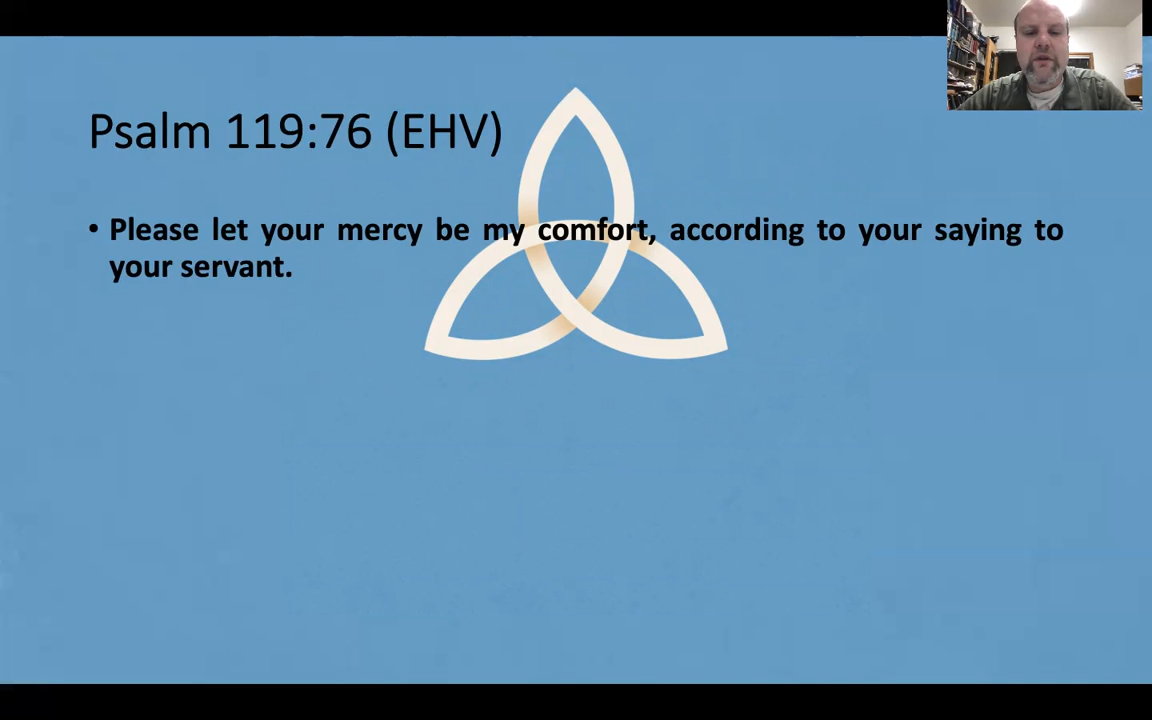 Psalm 119:76 (EHV)
• Please let your mercy be my comfort, according to your saying to
your servant.